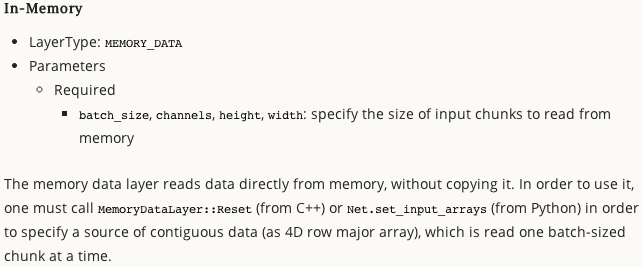 In-Memory
LayerType: MEMORY_DATA
Parameters
Required
batch_size, channels, height, width: specify the size of input chunks to read from
memory
The memory data layer reads data directly from memory, without copying it. In order to use it,
one must call MemoryDataLayer::Reset (from C++) or Net.set_input_arrays (from Python) in order
to specify a source of contiguous data (as 4D row major array), which is read one batch-sized
chunk at a time.